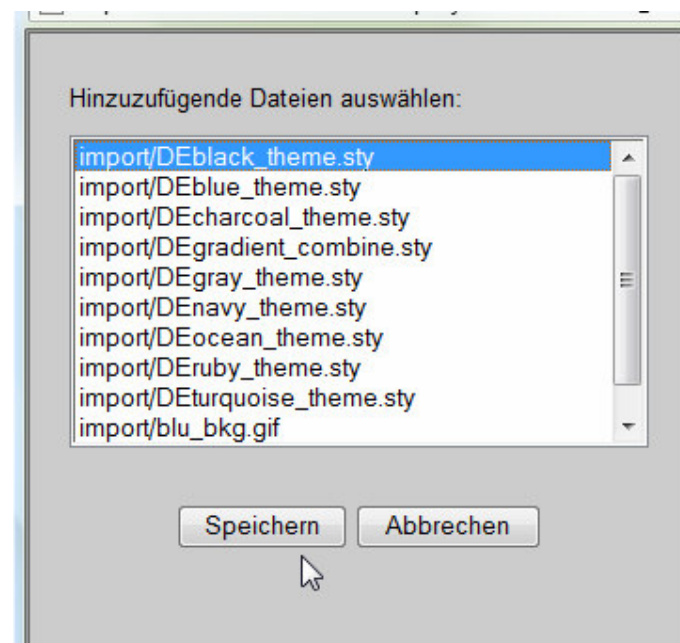 Hinzuzufügende Dateien auswählen:
import/DEblack_theme.sty
import/DEblue_theme.sty
import/DEcharcoal_theme.sty
import/DEgradient_combine.sty
import/DEgray_theme.sty
import/DEnavy_theme.sty
import/DEocean_theme.sty
import/DEruby_theme.sty
import/DEturquoise_theme.sty
import/blu_bkg.gif
Speichern Abbrechen